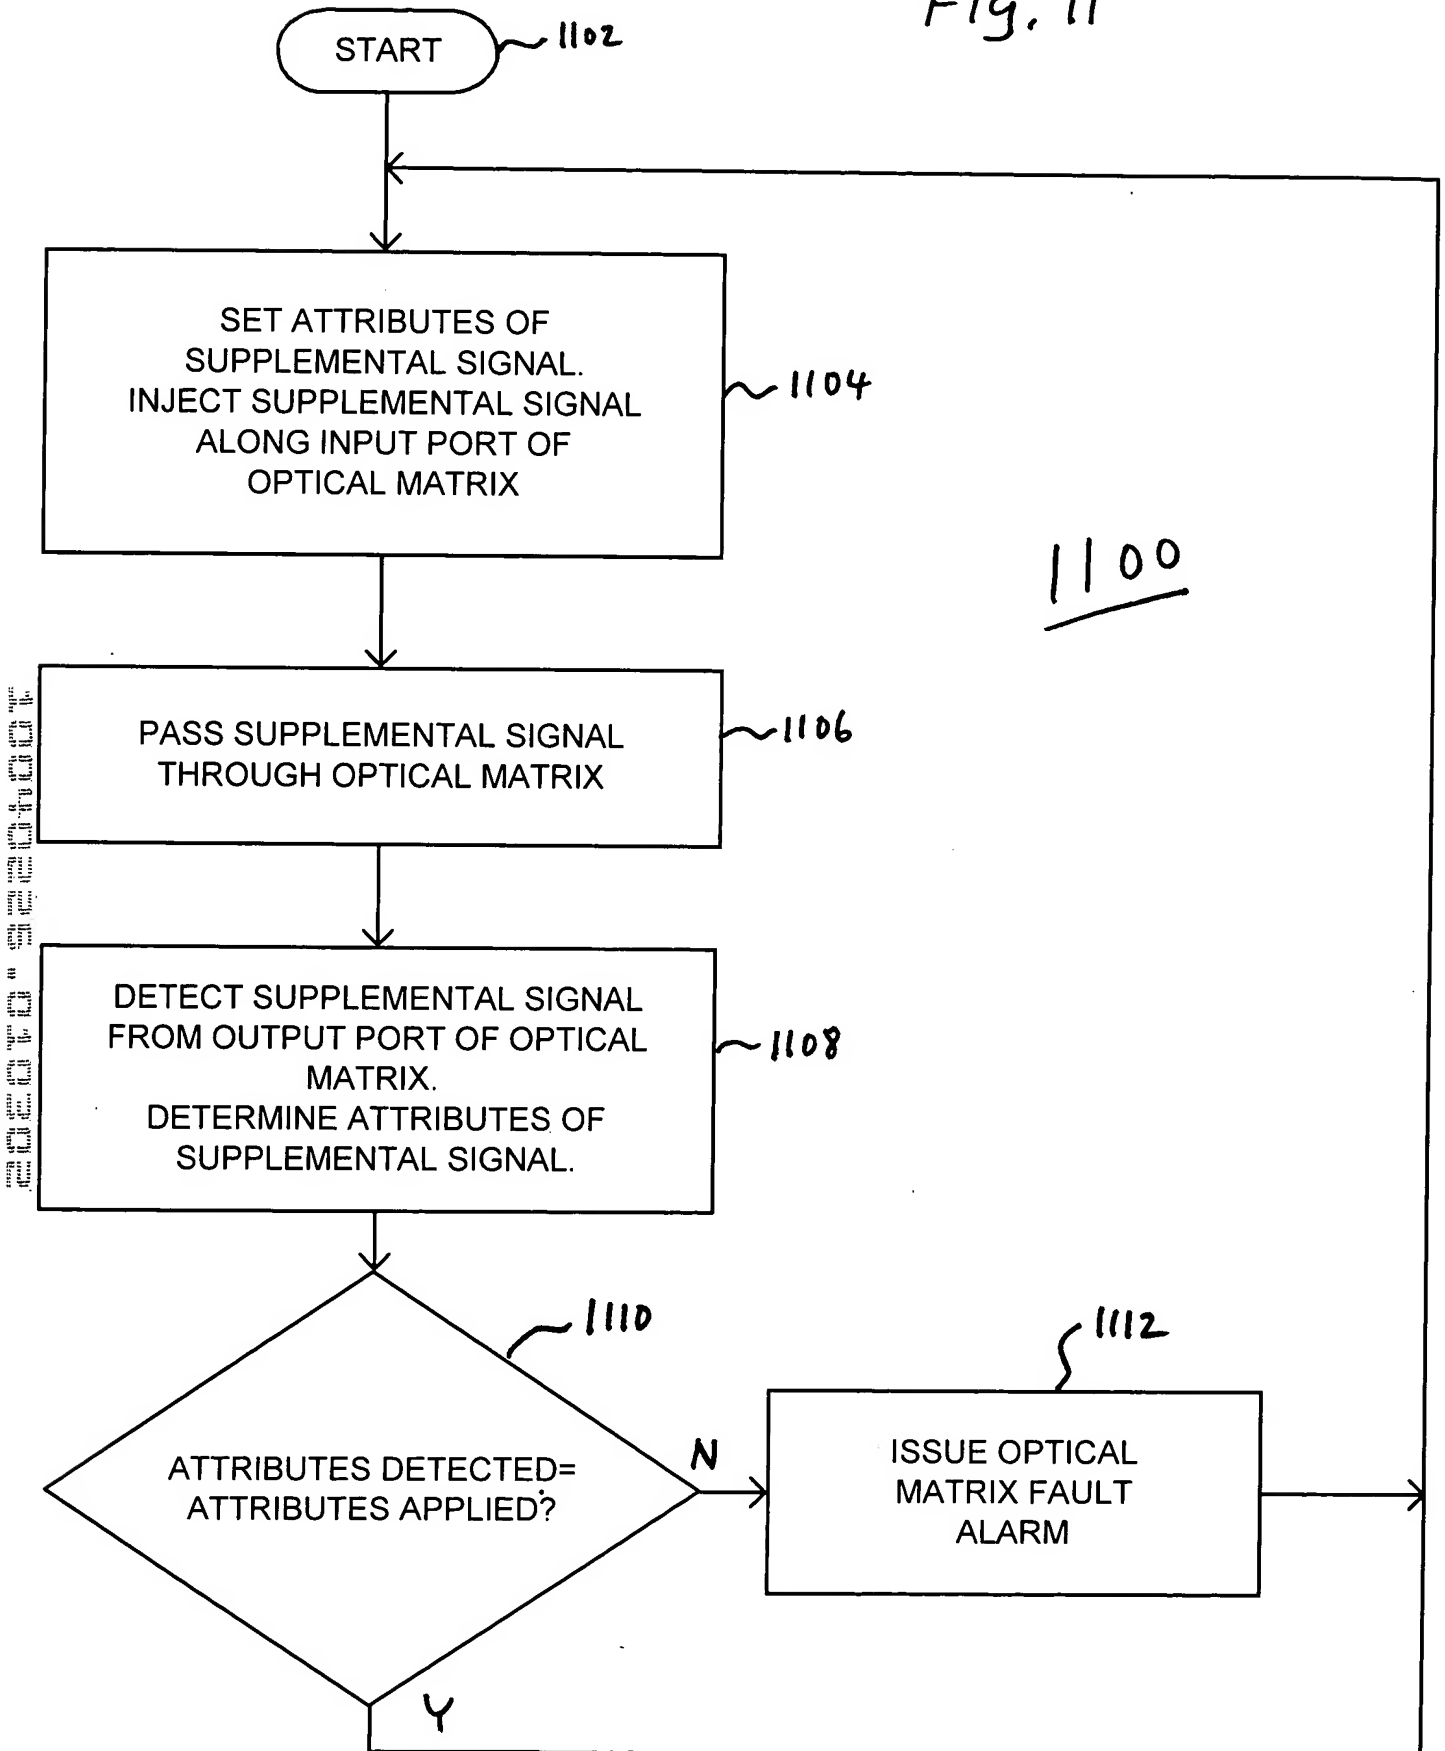 Fig. 11
START
1102
SET ATTRIBUTES OF
SUPPLEMENTAL SIGNAL.
INJECT SUPPLEMENTAL SIGNAL
ALONG INPUT PORT OF
OPTICAL MATRIX
1104
1100
PASS SUPPLEMENTAL SIGNAL
THROUGH OPTICAL MATRIX
1106
DETECT SUPPLEMENTAL SIGNAL
FROM OUTPUT PORT OF OPTICAL
MATRIX.
DETERMINE ATTRIBUTES OF
SUPPLEMENTAL SIGNAL.
1108
1110
ATTRIBUTES DETECTED=
ATTRIBUTES APPLIED?
N
1112
ISSUE OPTICAL
MATRIX FAULT
ALARM
Y
10040225.010302